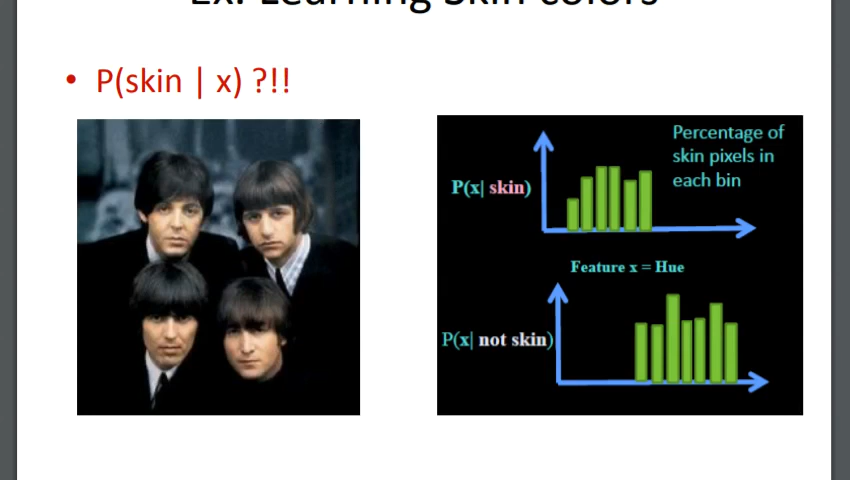 Ex: Learning Skin colors
• P(skin | x) ?!!
Percentage of
skin pixels in
each bin
P(x| skin)
Feature x = Hue
P(x| not skin)